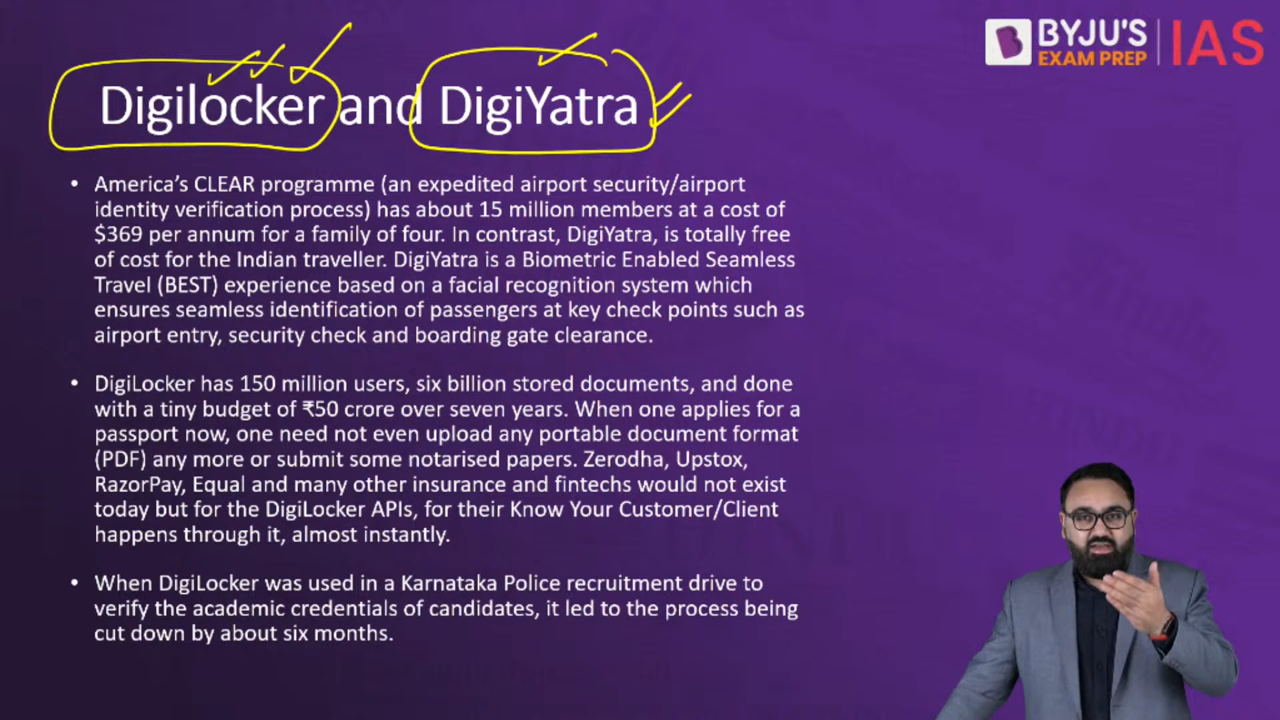 BYJU'S
EXAM PREP
IAS
Digilocker and DigiYatra
• America's CLEAR programme (an expedited airport security/airport
identity verification process) has about 15 million members at a cost of
$369 per annum for a family of four. In contrast, DigiYatra, is totally free
of cost for the Indian traveller. DigiYatra is a Biometric Enabled Seamless
Travel (BEST) experience based on a facial recognition system which
ensures seamless identification of passengers at key check points such as
airport entry, security check and boarding gate clearance.
• DigiLocker has 150 million users, six billion stored documents, and done
with a tiny budget of ₹50 crore over seven years. When one applies for a
passport now, one need not even upload any portable document format
(PDF) any more or submit some notarised papers. Zerodha, Upstox,
RazorPay, Equal and many other insurance and fintechs would not exist
today but for the DigiLocker APIs, for their Know Your Customer/Client
happens through it, almost instantly.
• When DigiLocker was used in a Karnataka Police recruitment drive to
verify the academic credentials of candidates, it led to the process being
cut down by about six months.